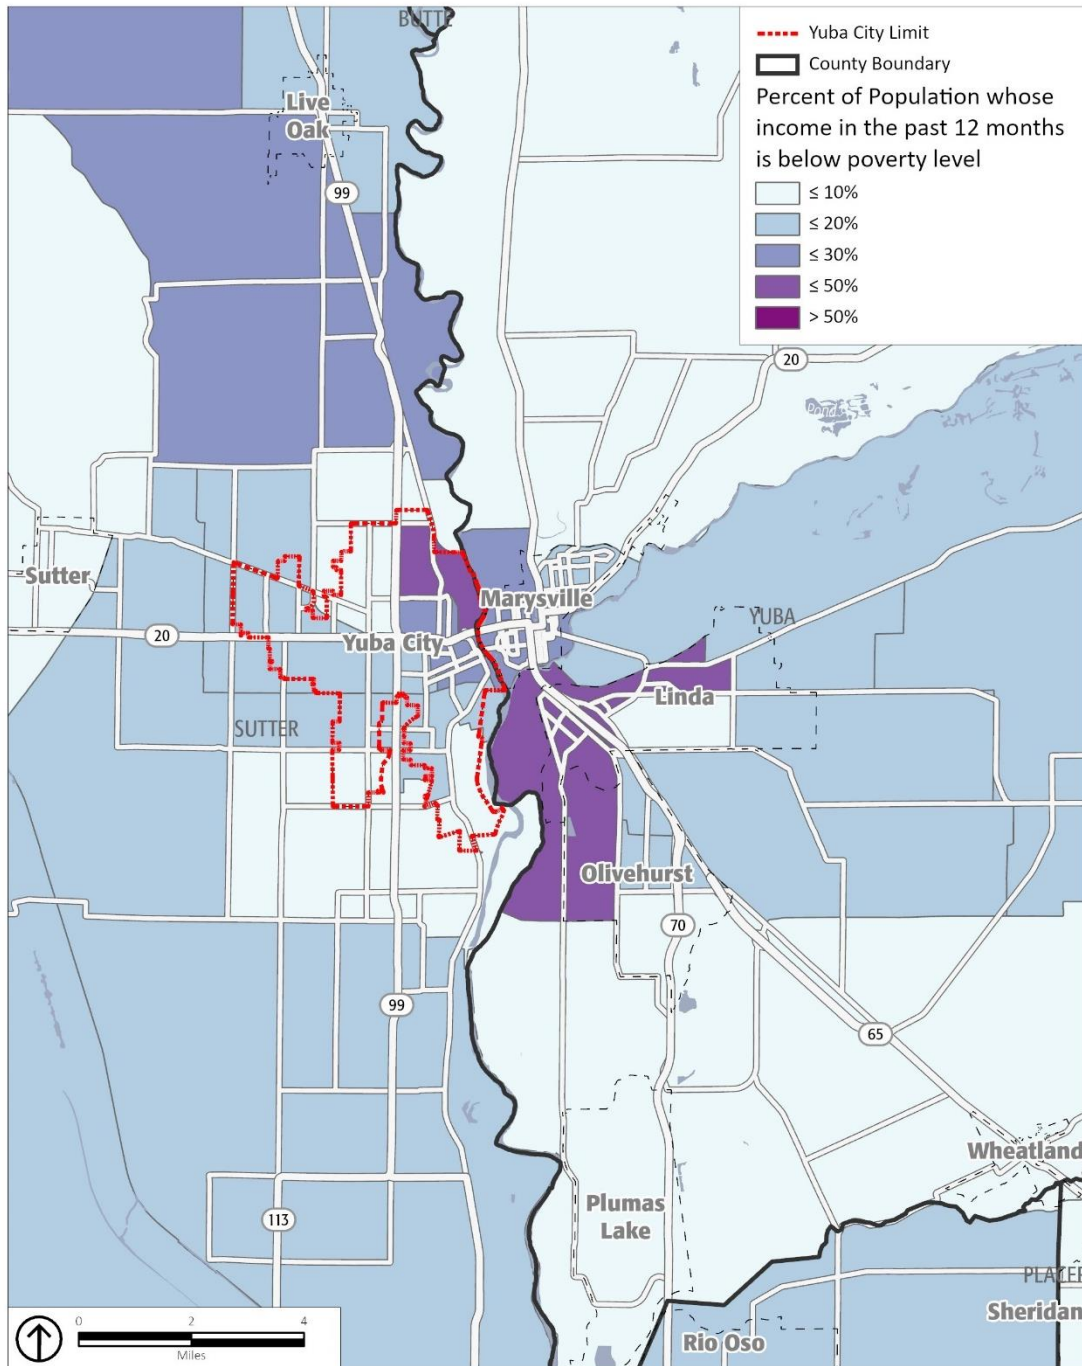 BUTTE
Yuba City Limit
County Boundary
Percent of Population whose
income in the past 12 months
is below poverty level
≤ 10%
≤ 20%
≤ 30%
≤ 50%
> 50%
Live
Oak
99
20
Pond
Sutter
Marysville
YUBA
20
Yuba City
Linda
SUTTER
Olivehurst
70
99
65
Wheatland
Plumas
Lake
113
PLACER
Sheridan
Rio Oso
0 2 4
Miles